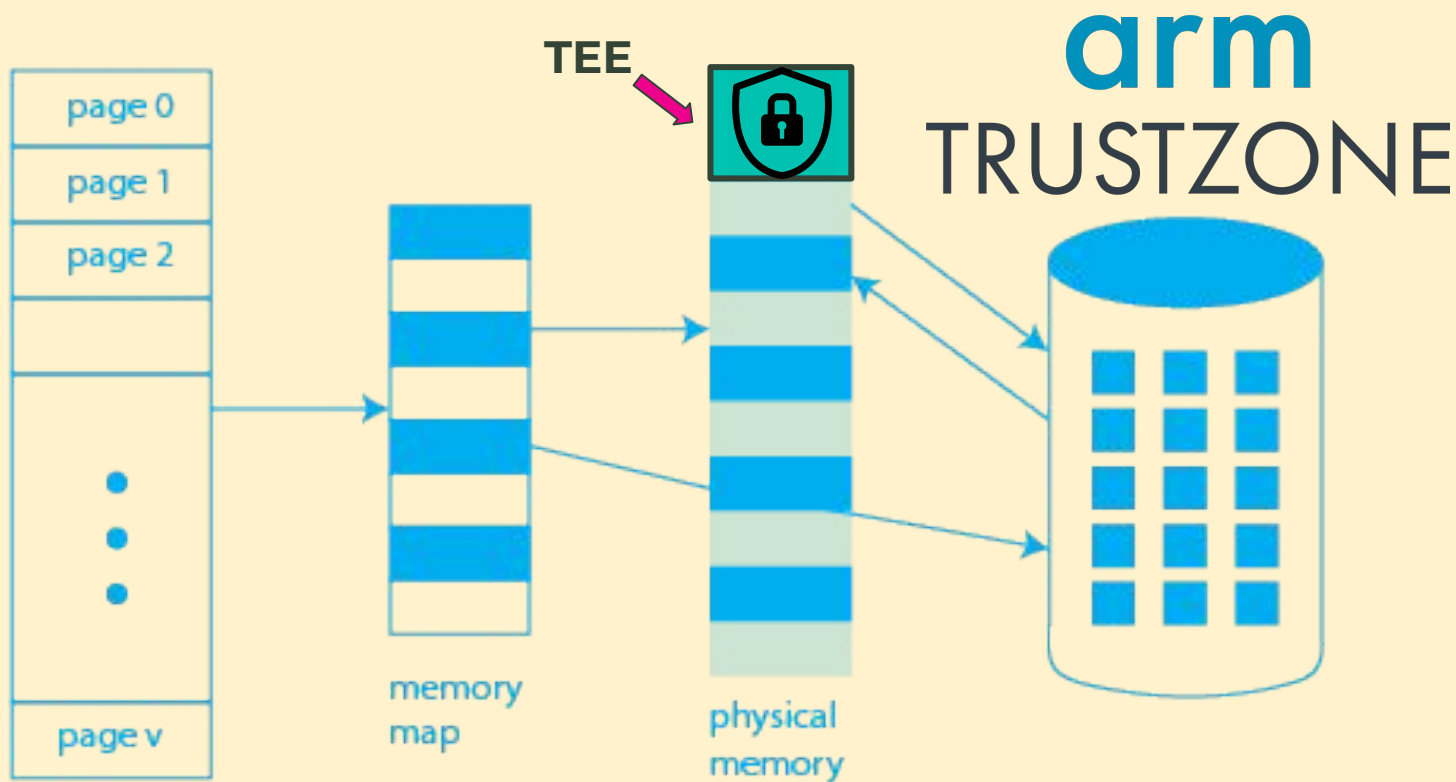 arm
TRUSTZONE
TEE
page 0
page 1
page 2
page v
memory
map
physical
memory